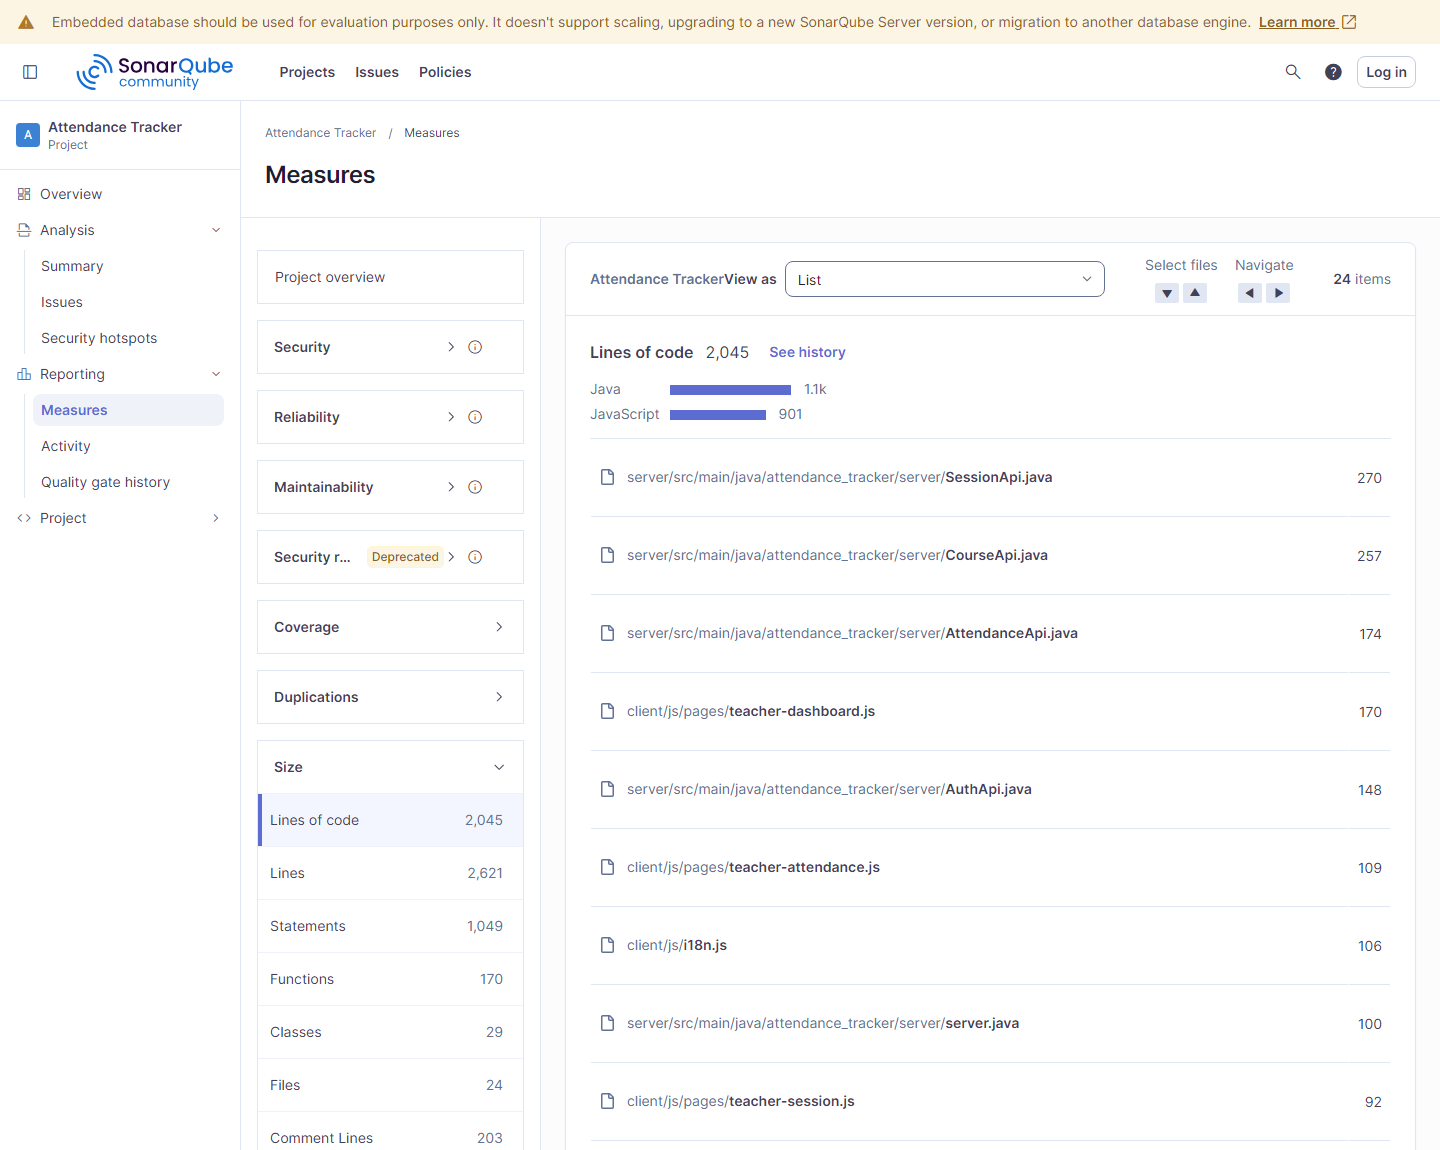 Embedded database should be used for evaluation purposes only. It doesn't support scaling, upgrading to a new SonarQube Server version, or migration to another database engine. Learn more
SonarQube community
Projects
Issues
Policies
?
Log in
A
Attendance Tracker
Project
Overview
Analysis
Summary
Issues
Security hotspots
Reporting
Measures
Activity
Quality gate history
Project
Attendance Tracker / Measures
Measures
Project overview
Security
Reliability
Maintainability
Security r... Deprecated
Coverage
Duplications
Size
Lines of code 2,045
Lines 2,621
Statements 1,049
Functions 170
Classes 29
Files 24
Comment Lines 203
Attendance Tracker View as List
Select files
Navigate
24 items
Lines of code 2,045 See history
Java 1.1k
JavaScript 901
server/src/main/java/attendance_tracker/server/SessionApi.java 270
server/src/main/java/attendance_tracker/server/CourseApi.java 257
server/src/main/java/attendance_tracker/server/AttendanceApi.java 174
client/js/pages/teacher-dashboard.js 170
server/src/main/java/attendance_tracker/server/AuthApi.java 148
client/js/pages/teacher-attendance.js 109
client/js/i18n.js 106
server/src/main/java/attendance_tracker/server/server.java 100
client/js/pages/teacher-session.js 92